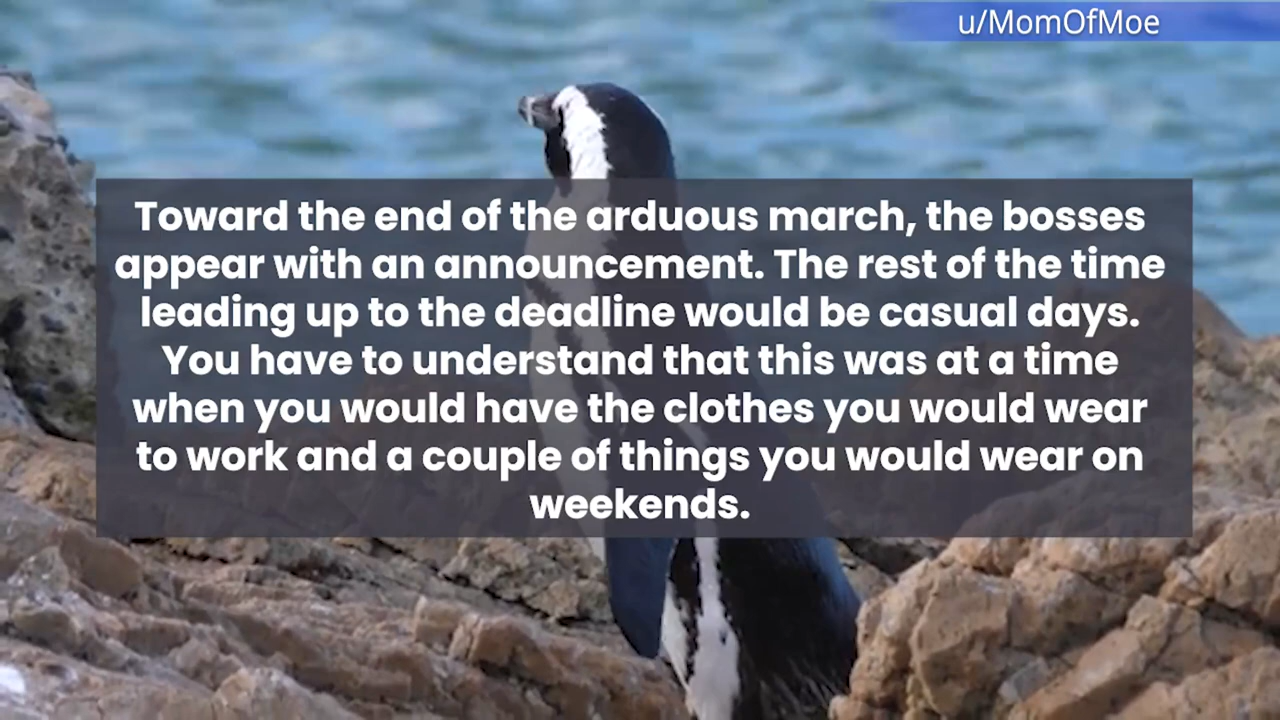 u/MomOfMoe
Toward the end of the arduous march, the bosses
appear with an announcement. The rest of the time
leading up to the deadline would be casual days.
You have to understand that this was at a time
when you would have the clothes you would wear
to work and a couple of things you would wear on
weekends.